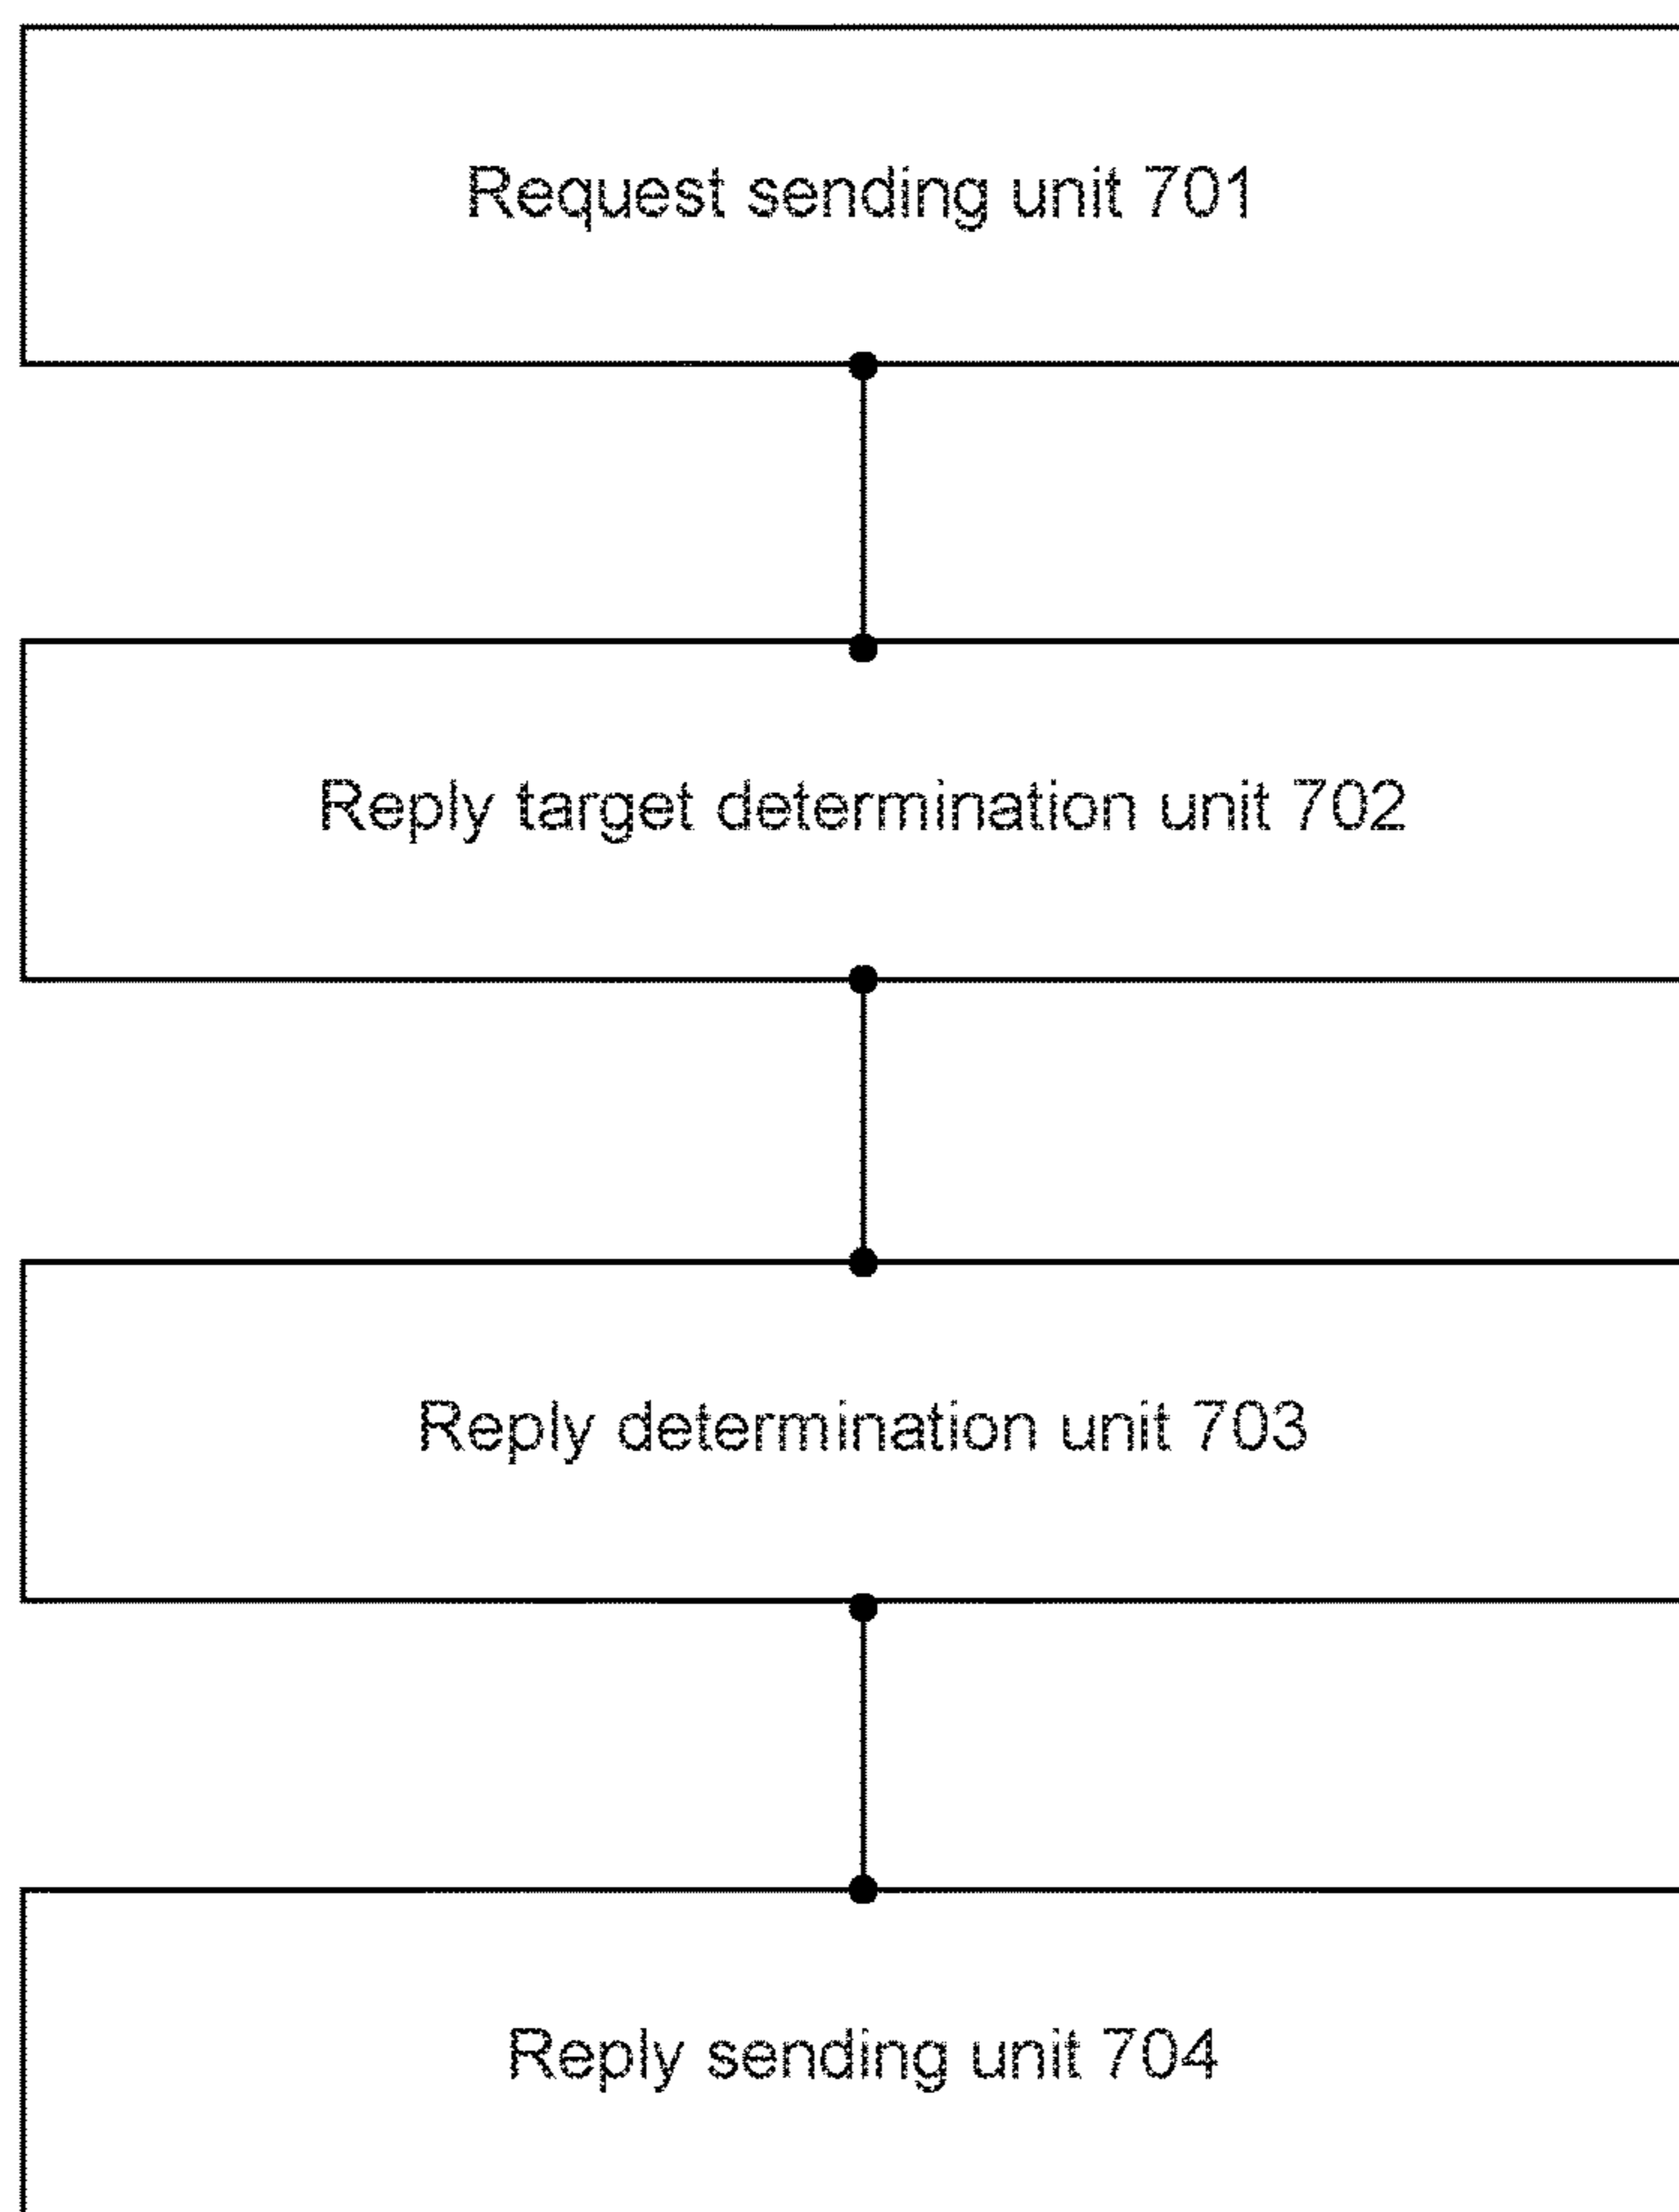 Request sending unit 701
Reply target determination unit 702
Reply determination unit 703
Reply sending unit 704